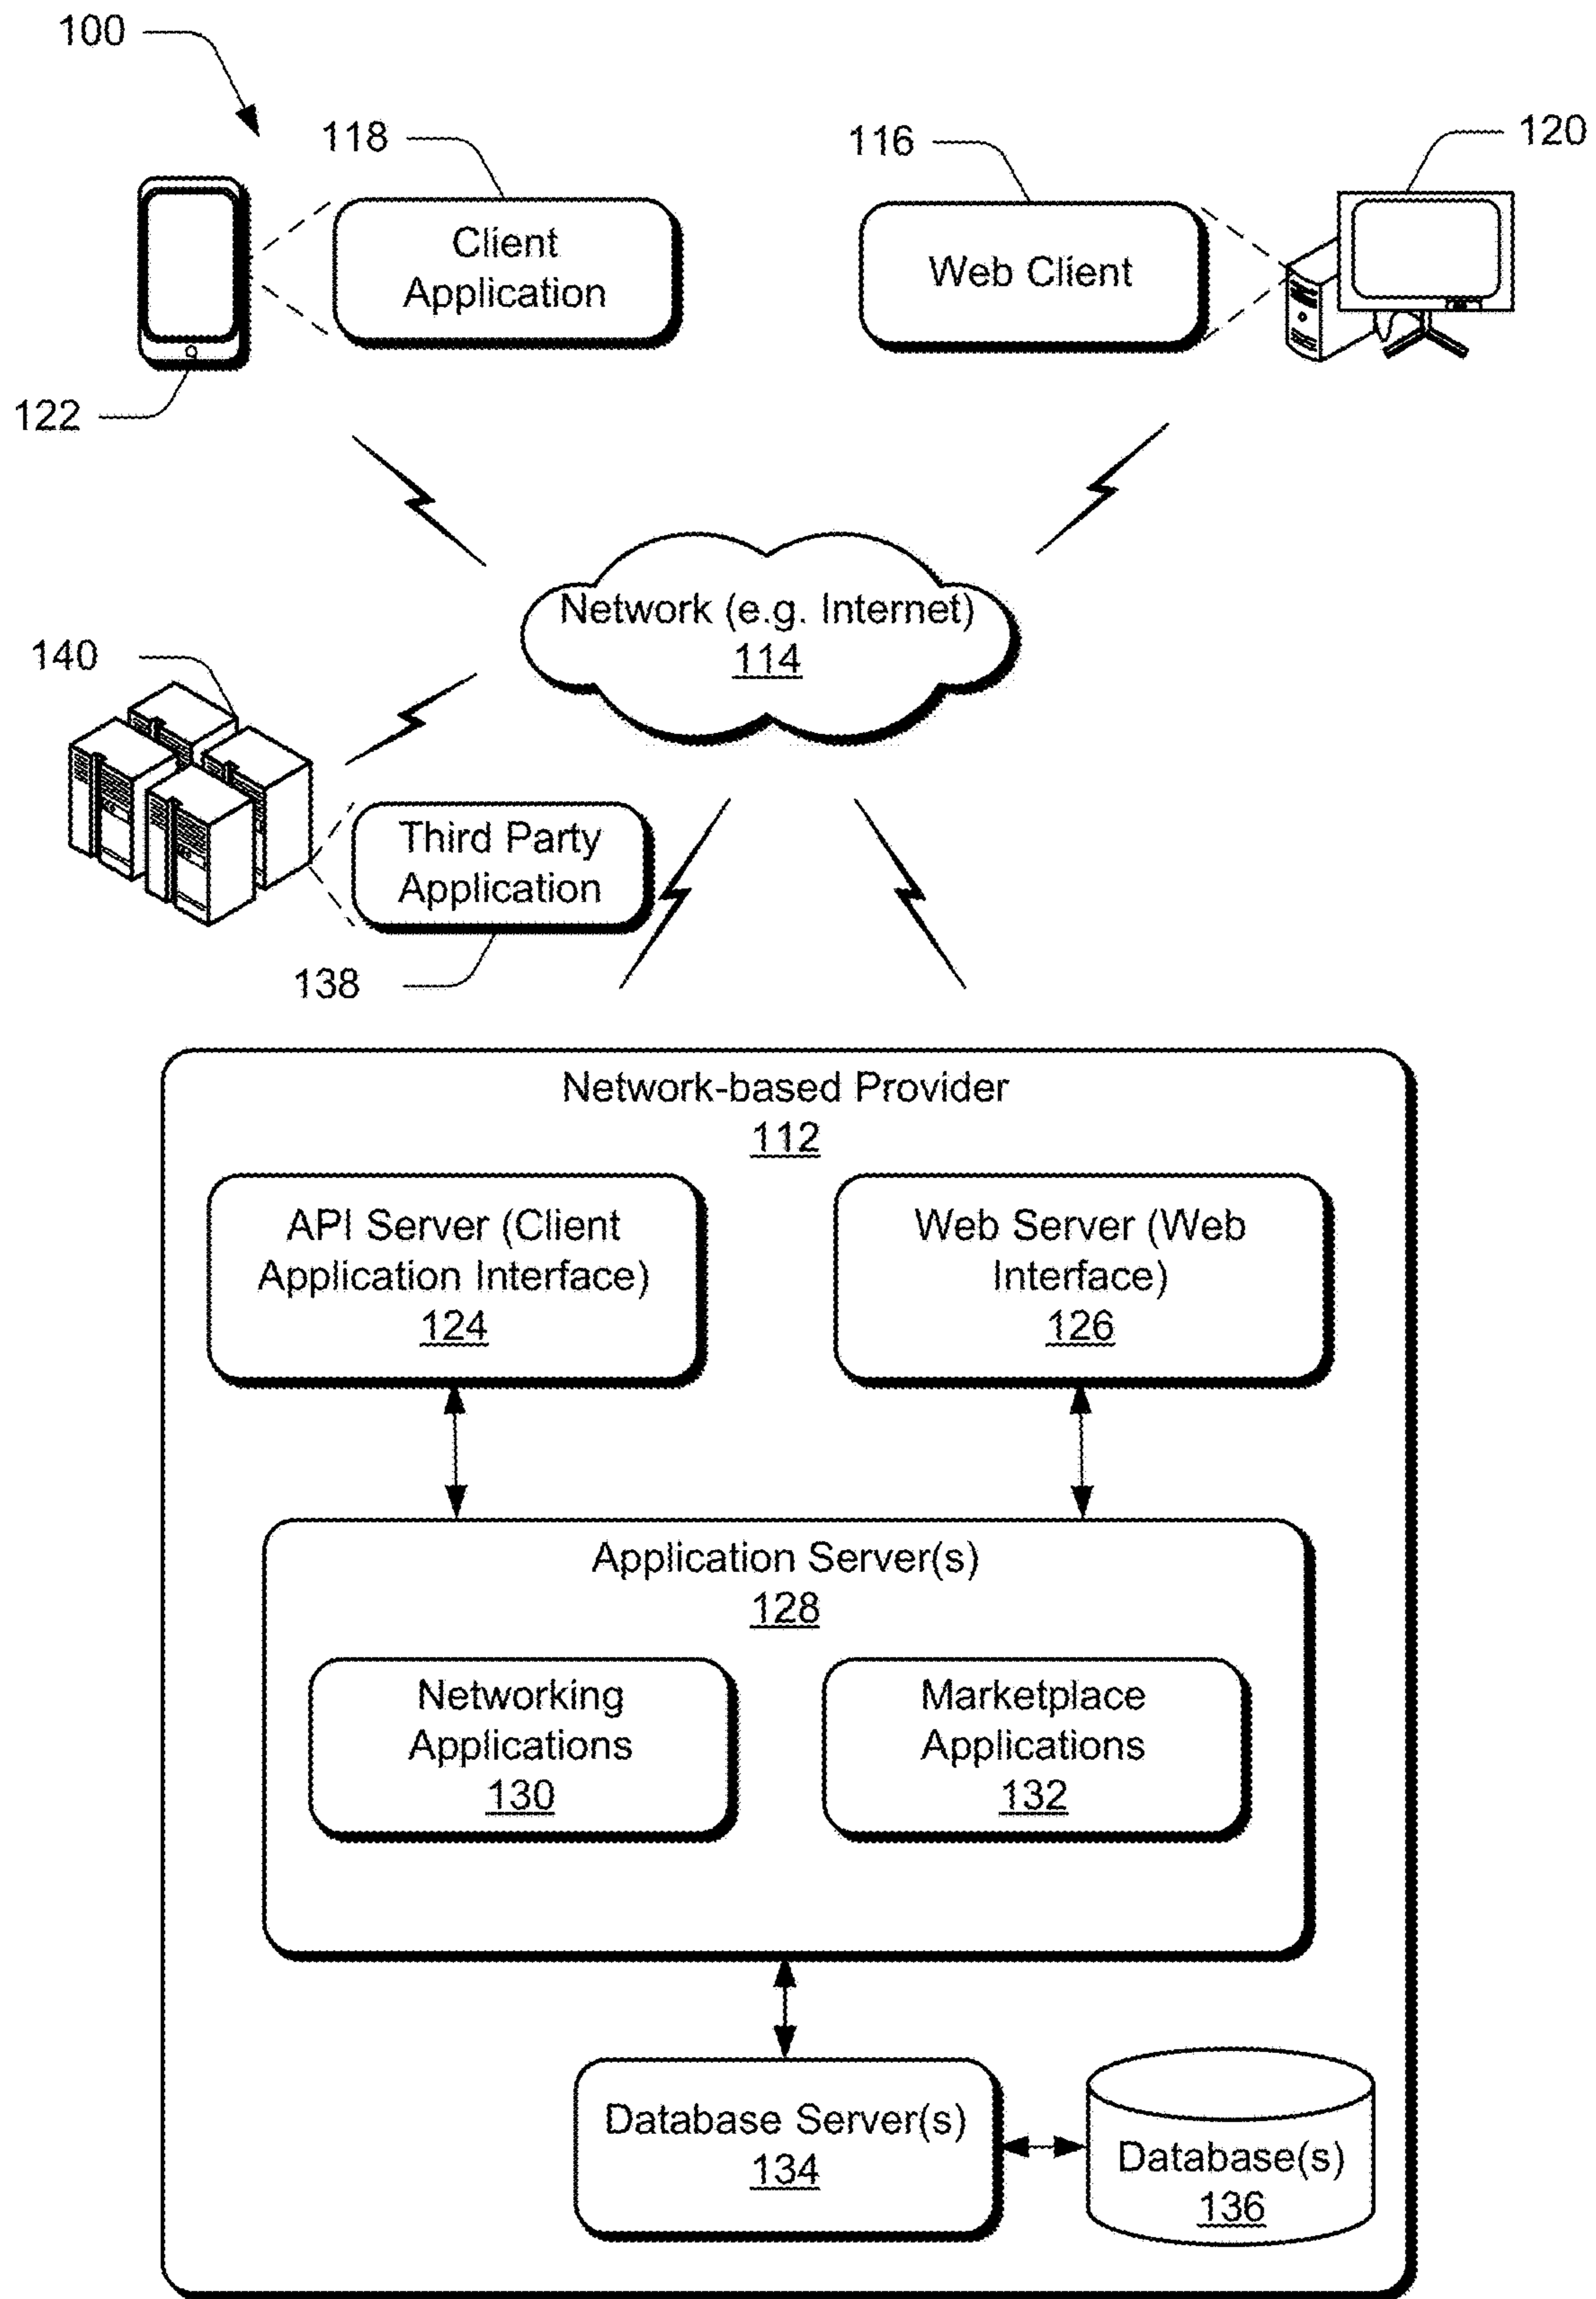 100
118
116
120
Client
Application
Web Client
122
Network (e.g. Internet)
114
140
Third Party
Application
138
Network-based Provider
112
API Server (Client
Application Interface)
124
Web Server (Web
Interface)
126
Application Server(s)
128
Networking
Applications
130
Marketplace
Applications
132
Database Server(s)
134
Database(s)
136